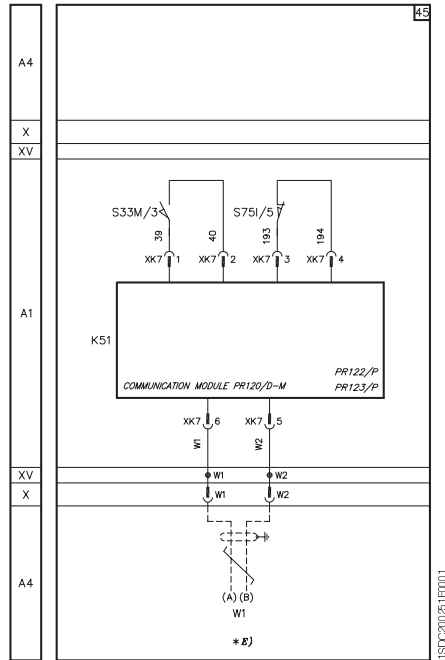 45
A4
X
XV
S33M/3
S75I/5
39
40
193
194
XK7 1
XK7 2
XK7 3
XK7 4
A1
K51
PR122/P
COMMUNICATION MODULE PR120/D-M
PR123/P
XK7 6
XK7 5
W1
W2
XV
W1
W2
X
W1
W2
A4
(A) (B)
W1
*E)
1SDC200251F0001